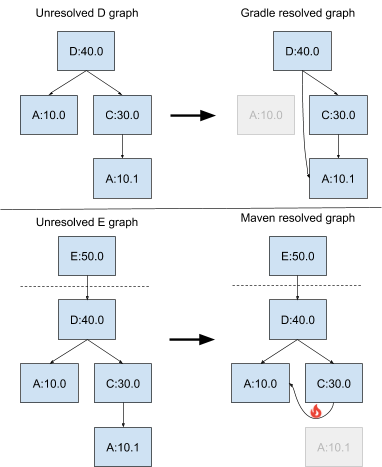 Unresolved D graph
Gradle resolved graph
D:40.0
D:40.0
A:10.0
C:30.0
A:10.0
C:30.0
A:10.1
A:10.1
Unresolved E graph
Maven resolved graph
E:50.0
E:50.0
D:40.0
D:40.0
A:10.0
C:30.0
A:10.0
C:30.0
A:10.1
A:10.1